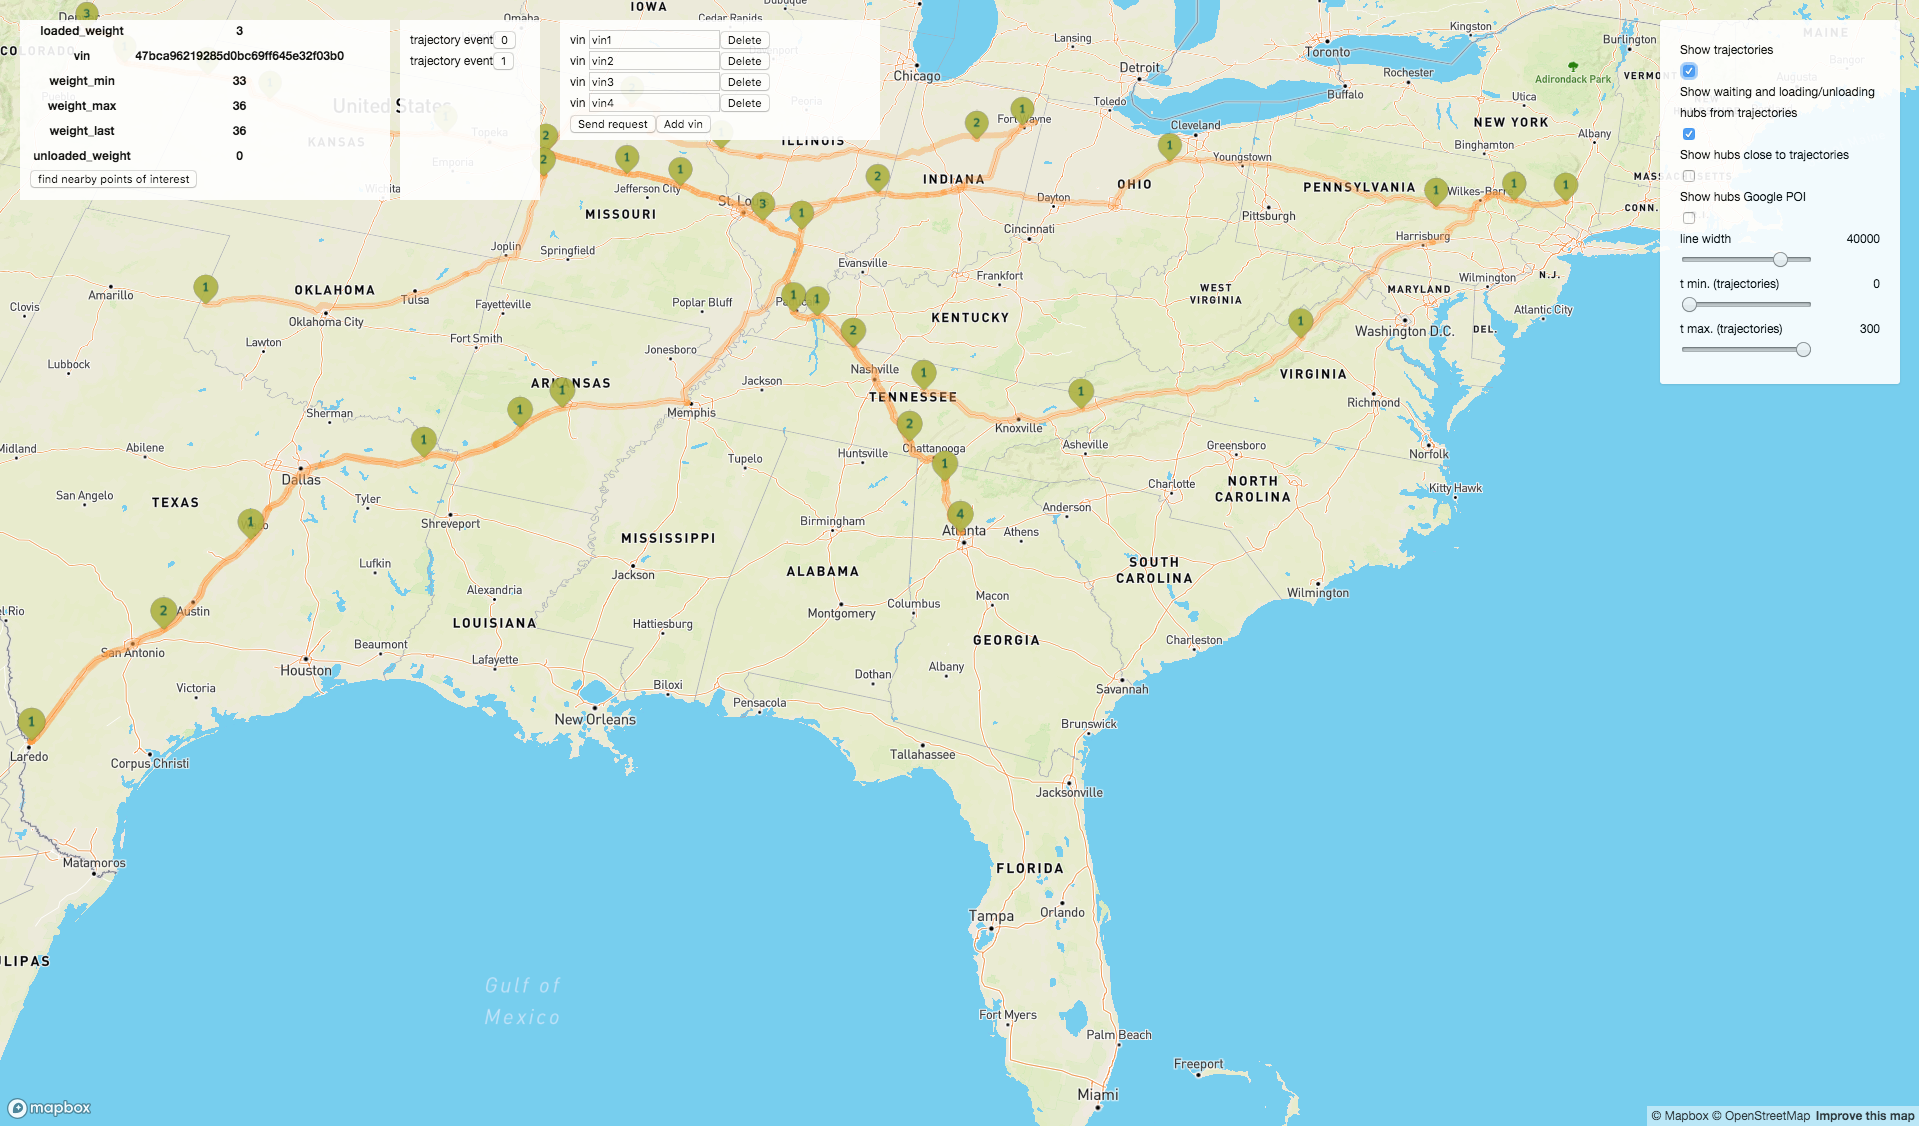 loaded_weight 3
vin 47bca96219285d0bc69ff645e32f03b0
weight_min 33
weight_max 36
weight_last 36
unloaded_weight 0
find nearby points of interest
trajectory event 0
trajectory event 1
vin vin1 Delete
vin vin2 Delete
vin vin3 Delete
vin vin4 Delete
Send request Add vin
Show trajectories
Show waiting and loading/unloading
hubs from trajectories
Show hubs close to trajectories
Show hubs Google POI
line width 40000
t min. (trajectories) 0
t max. (trajectories) 300
IOWA
Omaha
Cedar Rapids
Dubuque
Lansing
Kingston
Burlington
MAINE
Bangor
Augusta
Toronto
Chicago
Detroit
Rochester
Adirondack Park
VERMONT
Buffalo
Utica
Toledo
Peoria
United States
Topeka
KANSAS
Emporia
Wichita
ILLINOIS
Fort Wayne
Cleveland
NEW YORK
Albany
Binghamton
Youngstown
INDIANA
OHIO
PENNSYLVANIA
Wilkes-Barre
CONN.
Jefferson City
St. Lo
MISSOURI
Dayton
Pittsburgh
Harrisburg
Cincinnati
Joplin
Springfield
Evansville
Frankfort
Wilmington
N.J.
MARYLAND
WEST
VIRGINIA
Atlantic City
Amarillo
OKLAHOMA
Tulsa
Clovis
Oklahoma City
Fayetteville
Poplar Bluff
KENTUCKY
Washington D.C.
DEL.
Lawton
Fort Smith
Jonesboro
Nashville
Lubbock
ARKANSAS
Jackson
TENNESSEE
VIRGINIA
Richmond
Sherman
Memphis
Knoxville
Asheville
Greensboro
Norfolk
Midland
Abilene
Dallas
Tupelo
Huntsville
Chattanooga
Charlotte
NORTH
CAROLINA
Kitty Hawk
San Angelo
TEXAS
Tyler
Shreveport
Birmingham
Anderson
Atlanta
Athens
MISSISSIPPI
Lufkin
Jackson
ALABAMA
SOUTH
CAROLINA
Wilmington
Alexandria
Austin
Montgomery
Columbus
Macon
LOUISIANA
Hattiesburg
GEORGIA
Charleston
San Antonio
Beaumont
Houston
Lafayette
Dothan
Albany
Victoria
Biloxi
Pensacola
Savannah
New Orleans
Brunswick
Laredo
Corpus Christi
Tallahassee
Jacksonville
Matamoros
FLORIDA
Tampa
Orlando
LIPAS
Gulf of
Mexico
Fort Myers
Palm Beach
Freeport
Miami
mapbox
© Mapbox © OpenStreetMap Improve this map